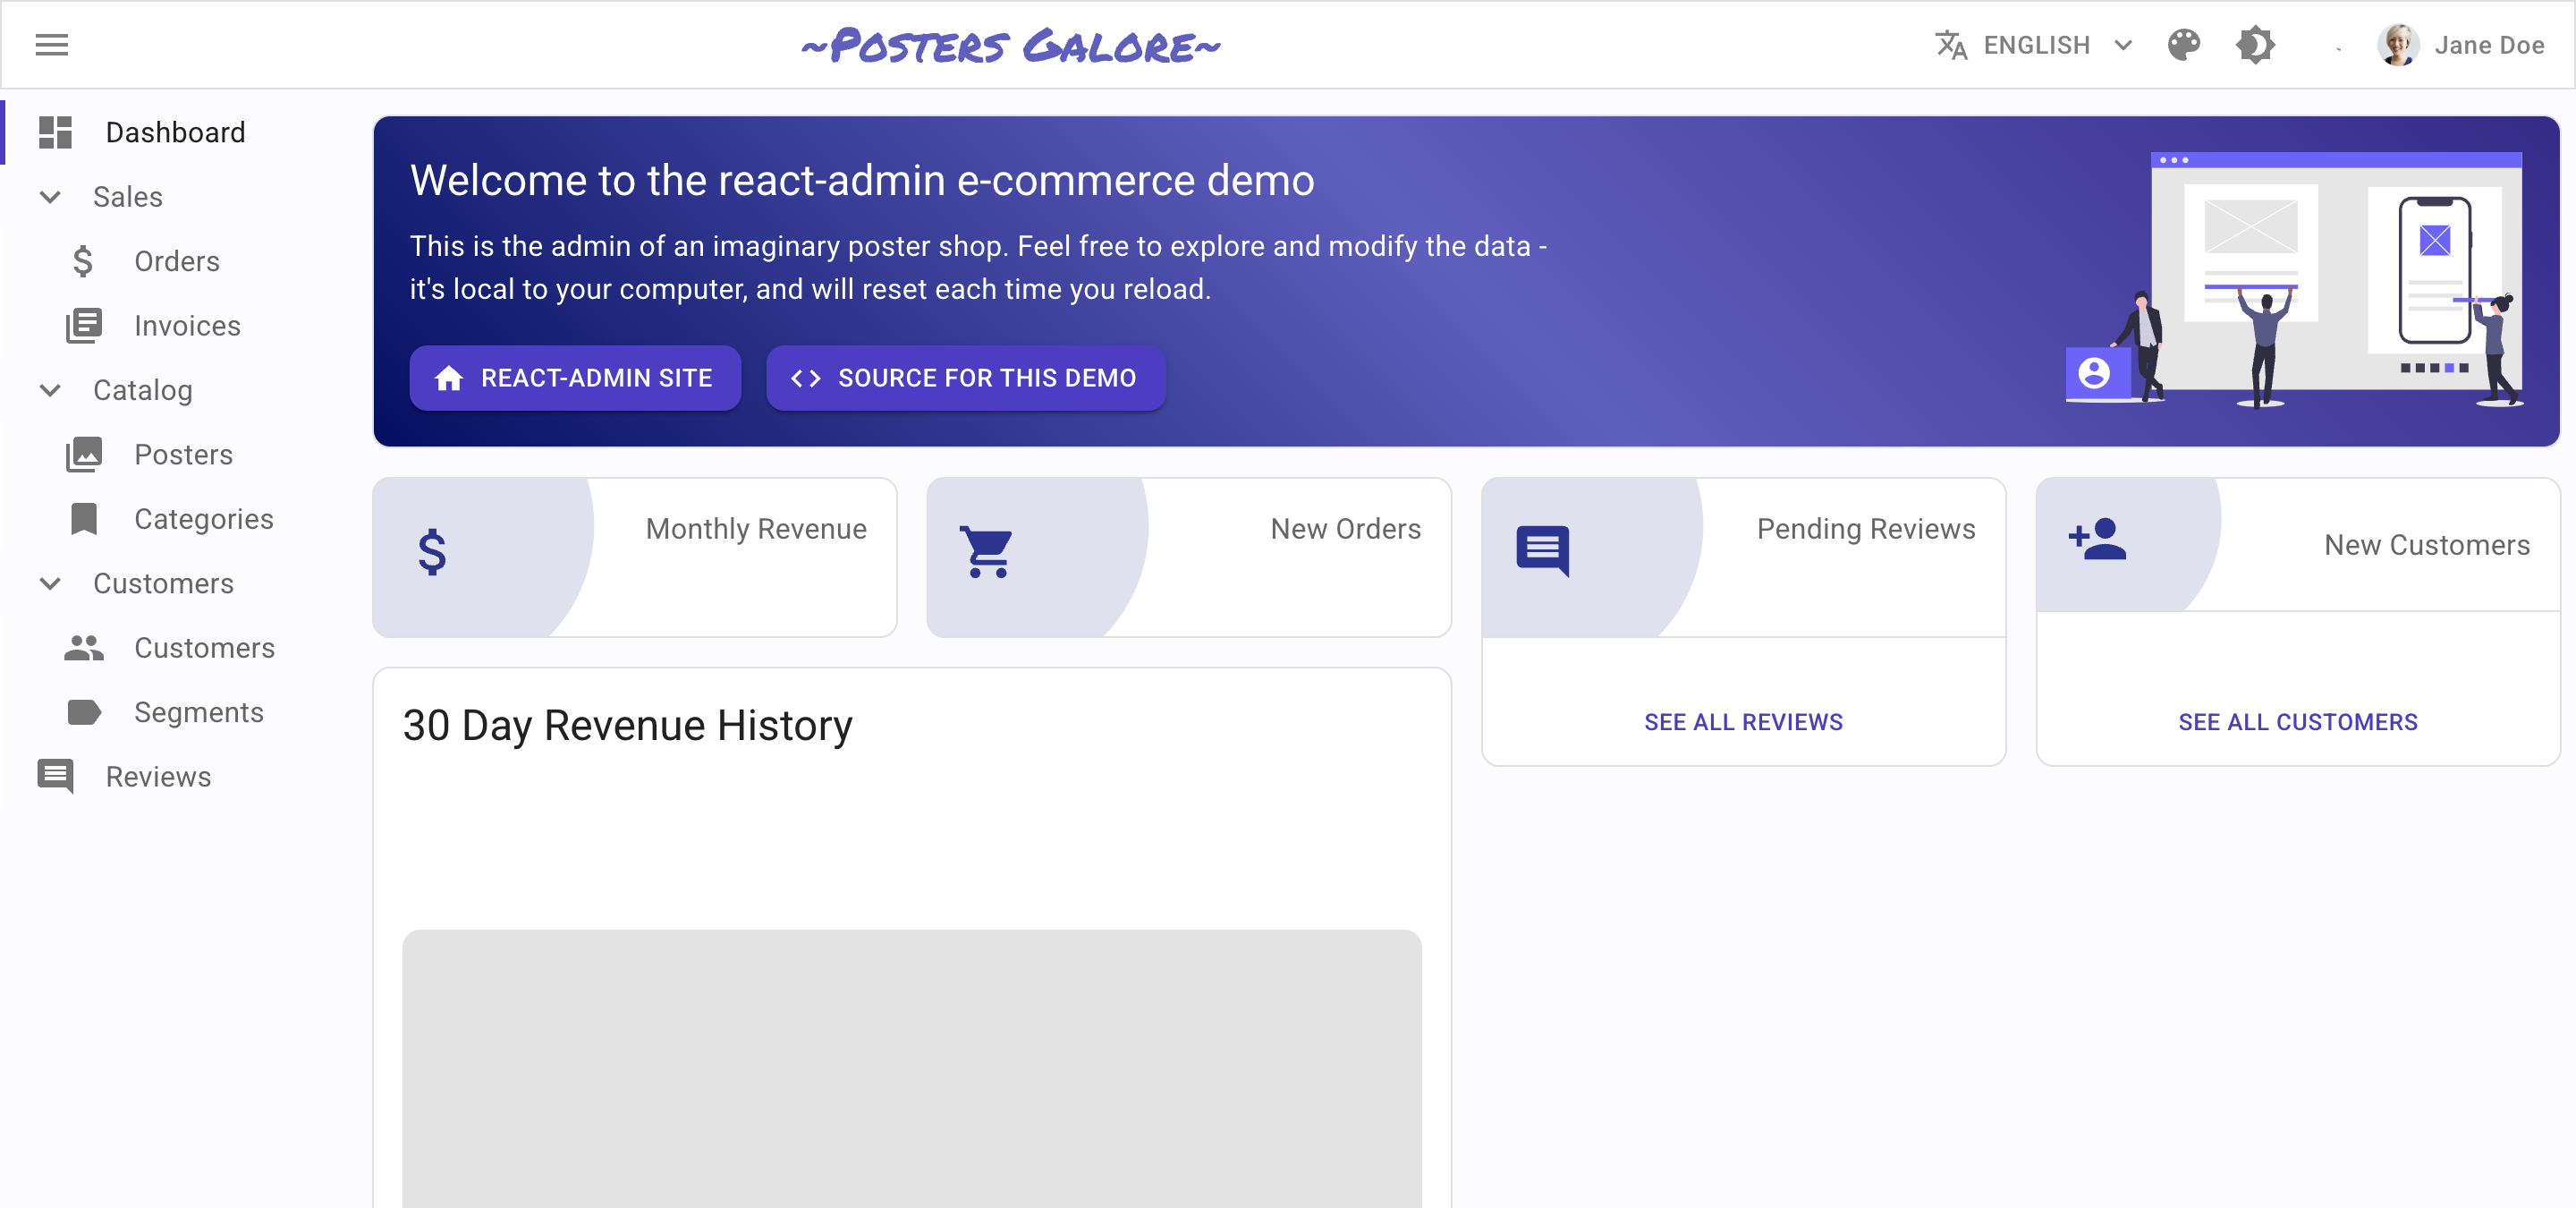 ~Posters Galore~
ENGLISH
Jane Doe
Dashboard
Sales
Orders
Invoices
Catalog
Posters
Categories
Customers
Customers
Segments
Reviews
Welcome to the react-admin e-commerce demo
This is the admin of an imaginary poster shop. Feel free to explore and modify the data -
it's local to your computer, and will reset each time you reload.
REACT-ADMIN SITE
SOURCE FOR THIS DEMO
Monthly Revenue
New Orders
Pending Reviews
New Customers
SEE ALL REVIEWS
SEE ALL CUSTOMERS
30 Day Revenue History